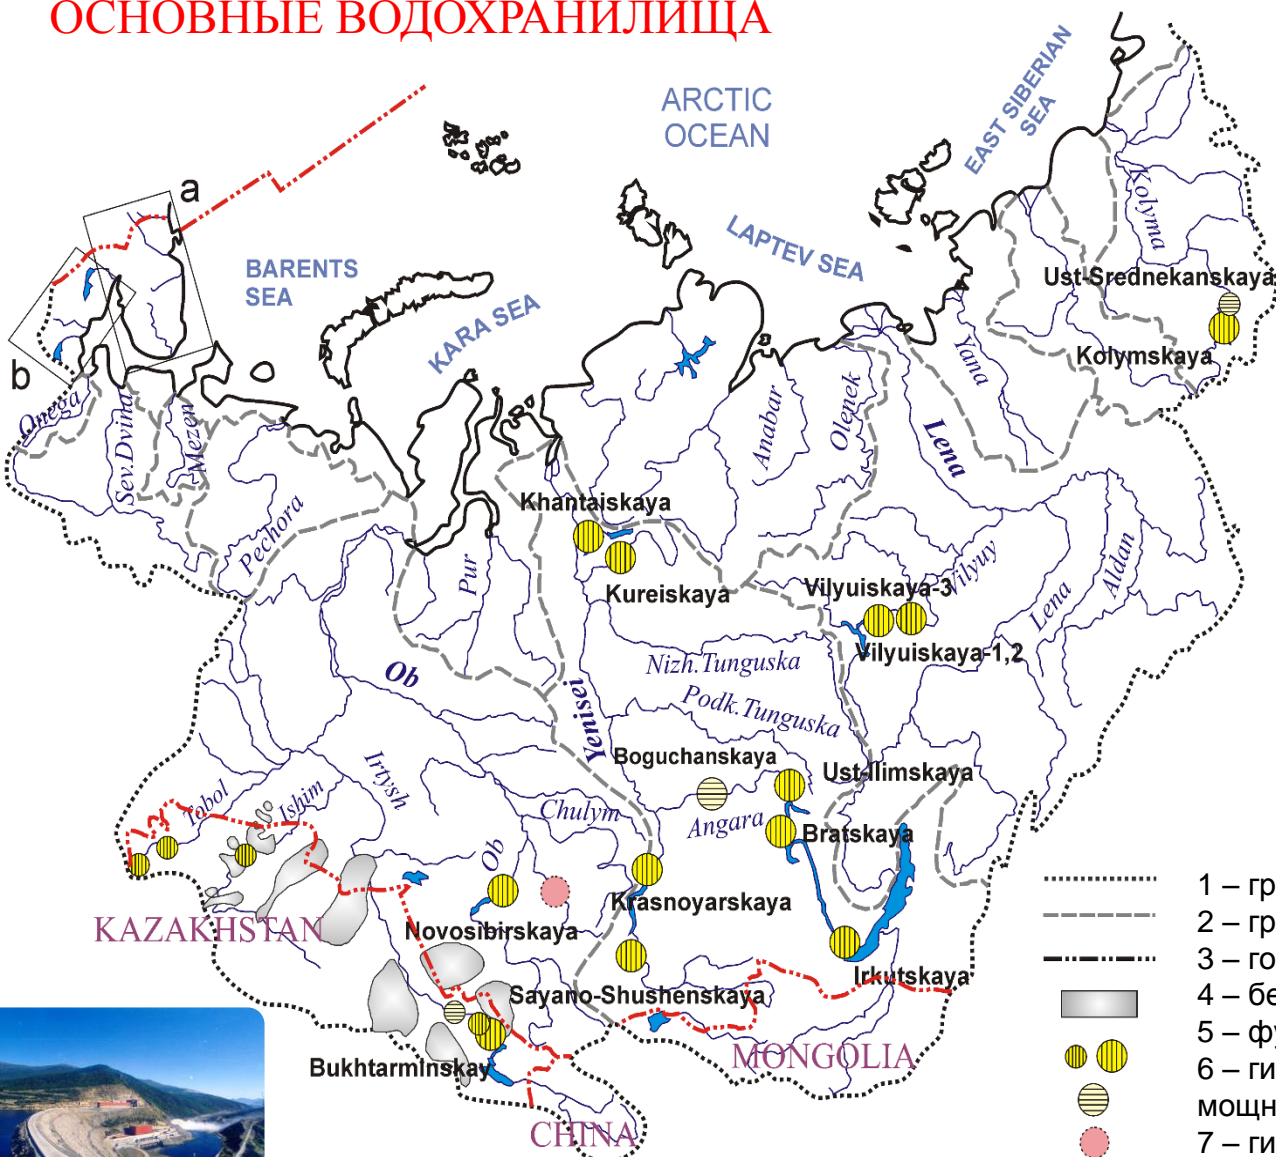 ОСНОВНЫЕ ВОДОХРАНИЛИЩА
ARCTIC
OCEAN
EAST SIBERIAN
SEA
a
Kolyma
BARENTS
SEA
LAPTEV SEA
KARA SEA
Ust-Srednekanskaya
Kolymskaya
b
Yana
Onega
Sev.Dvina
Mezen
Anabar
Olenek
Lena
Khantaiskaya
Pechora
Pur
Kureiskaya
Vilyuiskaya-3
Vilyuy
Aldan
Lena
Vilyuiskaya-1,2
Ob
Nizh.Tunguska
Podk.Tunguska
Yenisei
Boguchanskaya
Ust-Ilimskaya
Irtysh
Tobol
Ishim
Chulym
Angara
Bratskaya
Ob
Krasnoyarskaya
KAZAKHSTAN
Novosibirskaya
Irkutskaya
Sayano-Shushenskaya
Bukhtarminskay
MONGOLIA
CHINA
1 – гр
2 – гр
3 – го
4 – бе
5 – фу
6 – ги
мощн
7 – ги